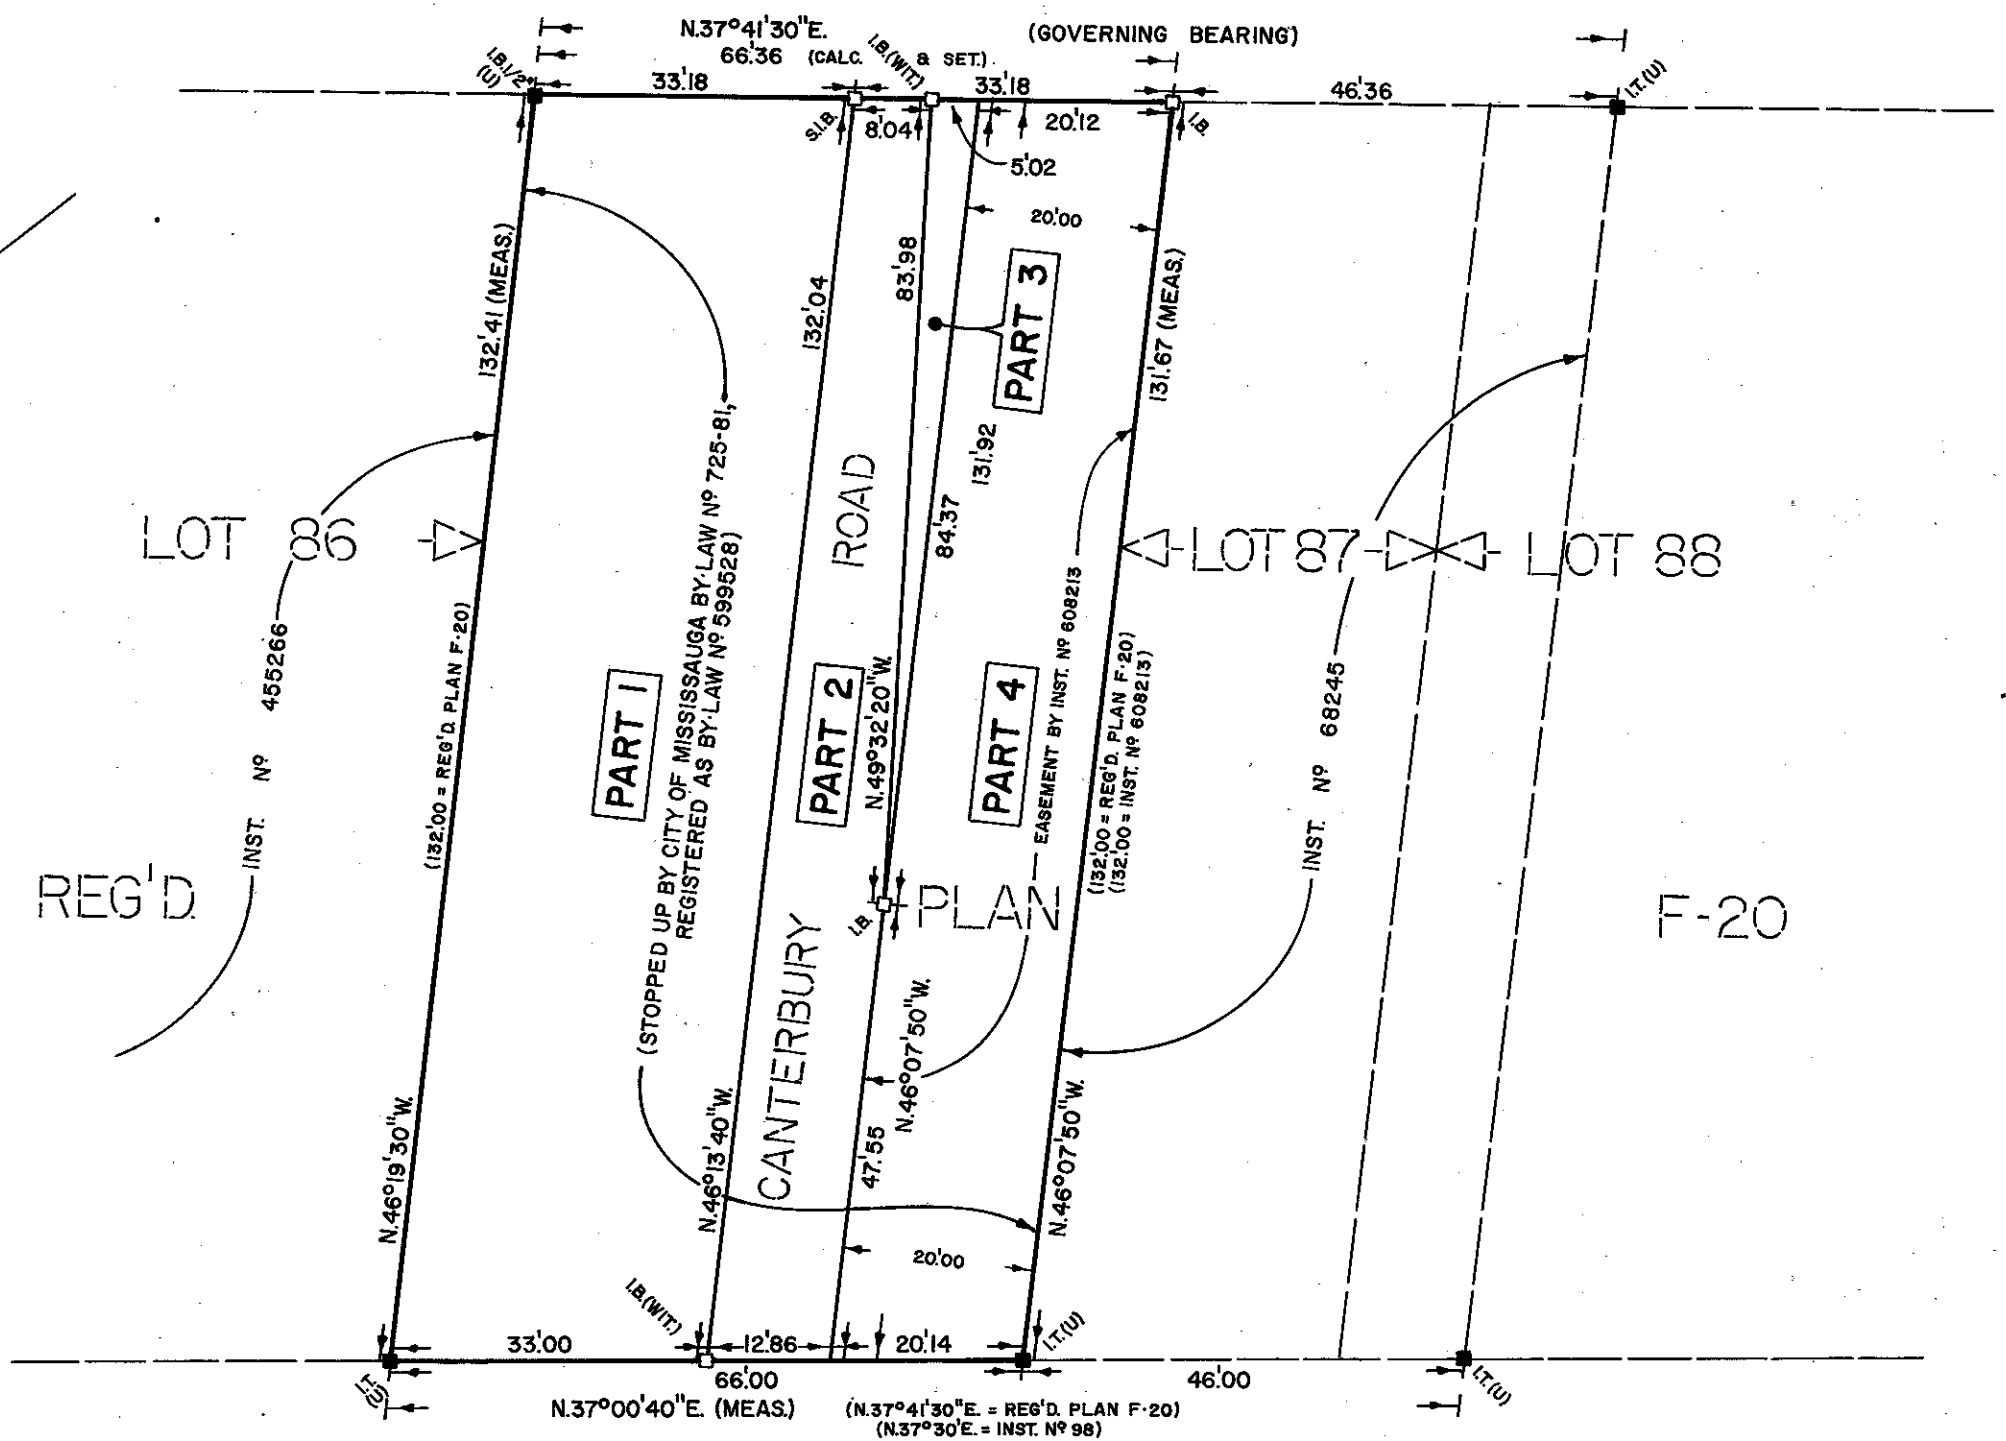 N.37°41'30"E.
(GOVERNING BEARING)
66'.36 (CALC. & SET.)
I.B.1/2"
(U)
I.B.(WIT.)
I.T.(U)
33'.18
33'.18
46'.36
S.I.B.
8'.04
20'.12
I.B.
5'.02
20'.00
132'.41 (MEAS.)
132'.04
83'.98
PART 3
131'.67 (MEAS.)
131'.92
84'.37
ROAD
LOT 86
LOT 87
LOT 88
(STOPPED UP BY CITY OF MISSISSAUGA BY-LAW Nº 725-81,
REGISTERED AS BY-LAW Nº 599528)
(132'.00 = REG'D. PLAN F-20)
INST. Nº 455266
PART 1
PART 2
N.49°32'20"W.
PART 4
EASEMENT BY INST. Nº 608213
(132'.00 = REG'D. PLAN F-20)
(132'.00 = INST. Nº 608213)
INST. Nº 68245
REG'D.
I.B.
PLAN
F-20
CANTERBURY
N.46°19'30"W.
N.46°13'40"W.
47'.55
N.46°07'50"W.
N.46°07'50"W.
20'.00
I.B.(WIT.)
I.T.(U)
33'.00
12'.86
20'.14
I.T.(U)
66'.00
46'.00
I.T.(U)
N.37°00'40"E. (MEAS.)
(N.37°41'30"E. = REG'D. PLAN F-20)
(N.37°30'E. = INST. Nº 98)